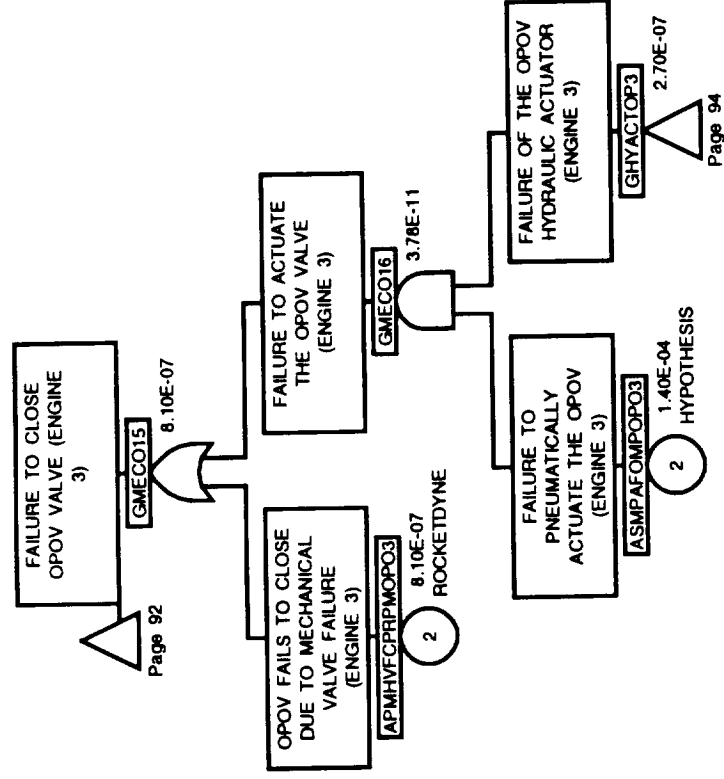 FAILURE TO CLOSE
OPOV VALVE (ENGINE
3)
GMECO15
8.10E-07
Page 92
OPOV FAILS TO CLOSE
DUE TO MECHANICAL
VALVE FAILURE
(ENGINE 3)
APMHVFCPRPMOPO3
8.10E-07
ROCKETDYNE
2
FAILURE TO ACTUATE
THE OPOV VALVE
(ENGINE 3)
GMECO16
3.78E-11
FAILURE TO
PNEUMATICALLY
ACTUATE THE OPOV
(ENGINE 3)
ASMPAFOMPOPO3
1.40E-04
HYPOTHESIS
2
FAILURE OF THE OPOV
HYDRAULIC ACTUATOR
(ENGINE 3)
GHYACTOP3
2.70E-07
Page 94